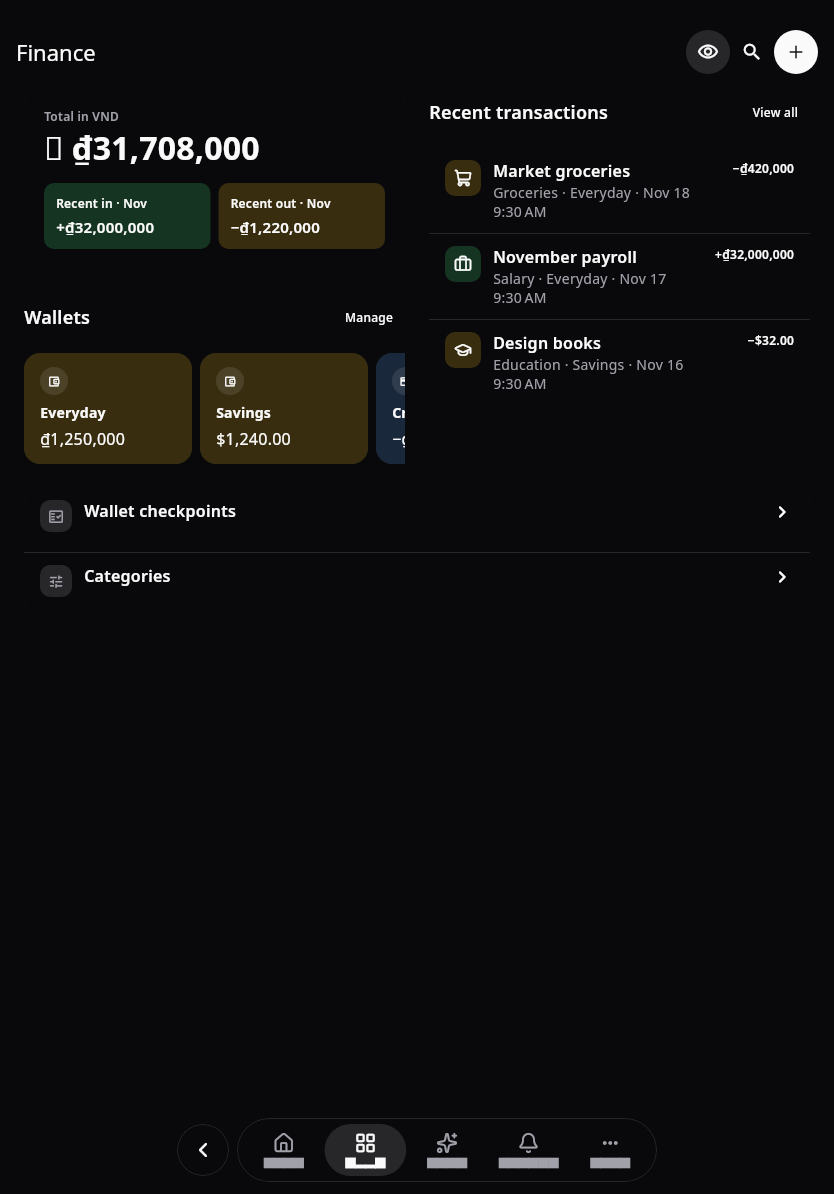 Finance
Total in VND
₫31,708,000
Recent in · Nov
+₫32,000,000
Recent out · Nov
−₫1,220,000
Wallets
Manage
Everyday
₫1,250,000
Savings
$1,240.00
Recent transactions
View all
Market groceries
−₫420,000
Groceries · Everyday · Nov 18
9:30 AM
November payroll
+₫32,000,000
Salary · Everyday · Nov 17
9:30 AM
Design books
−$32.00
Education · Savings · Nov 16
9:30 AM
Wallet checkpoints
Categories